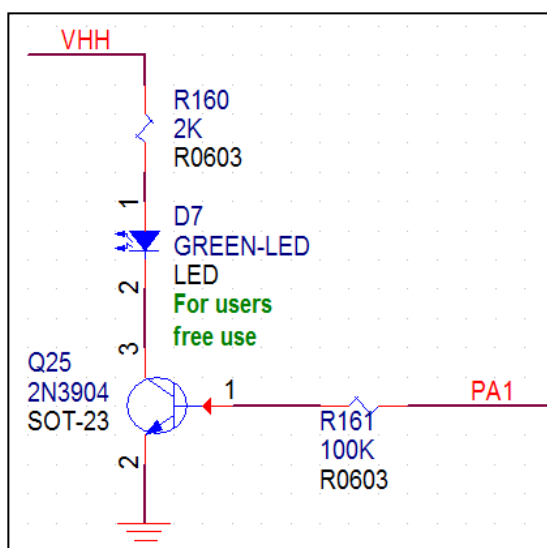 VHH
R160
2K
R0603
1
D7
GREEN-LED
LED
2
For users
free use
3
Q25
2N3904
SOT-23
1
PA1
R161
100K
R0603
2